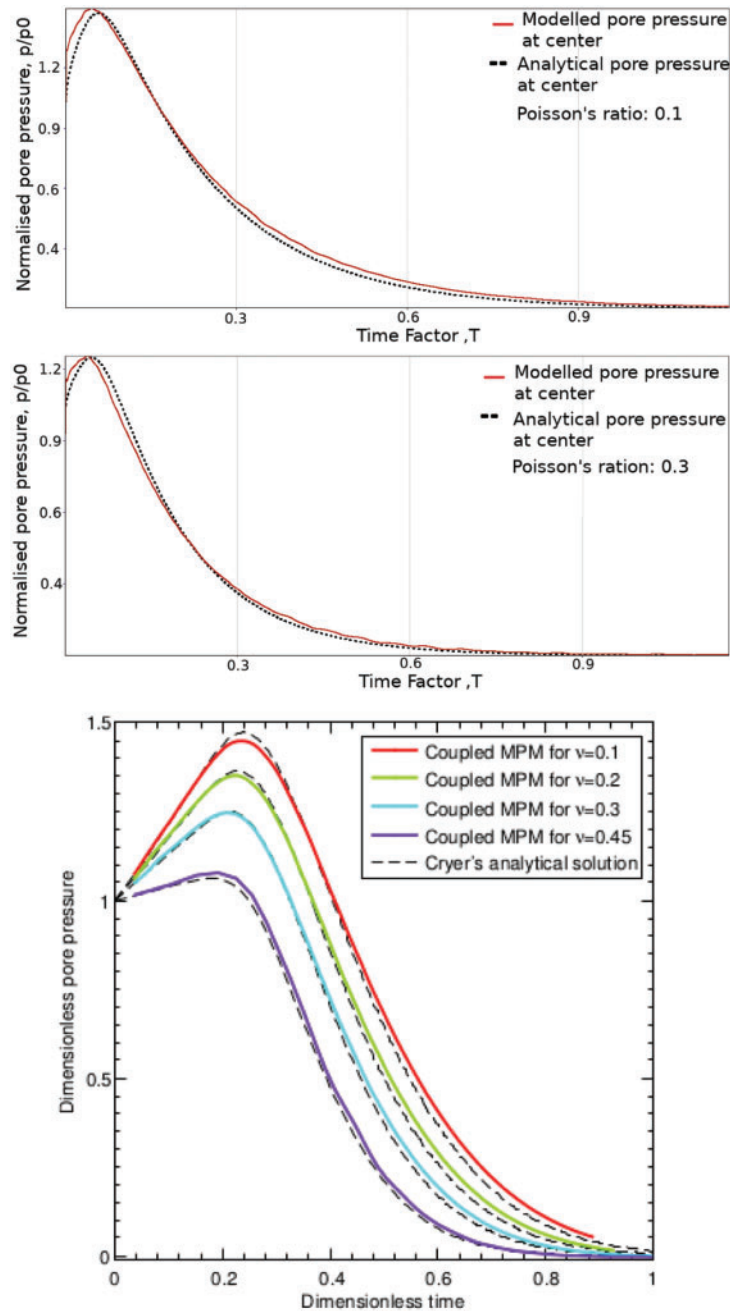 Normalised pore pressure, p/p0
1.2
0.9
0.6
0.4
Modelled pore pressure
at center
Analytical pore pressure
at center
Poisson's ratio: 0.1
0.3
0.6
0.9
Time Factor ,T
Normalised pore pressure, p/p0
1.2
0.9
0.6
0.4
Modelled pore pressure
at center
Analytical pore pressure
at center
Poisson's ration: 0.3
0.3
0.6
0.9
Time Factor ,T
Dimensionless pore pressure
1.5
1
0.5
0
Coupled MPM for ν=0.1
Coupled MPM for ν=0.2
Coupled MPM for ν=0.3
Coupled MPM for ν=0.45
Cryer's analytical solution
0
0.2
0.4
0.6
0.8
1
Dimensionless time